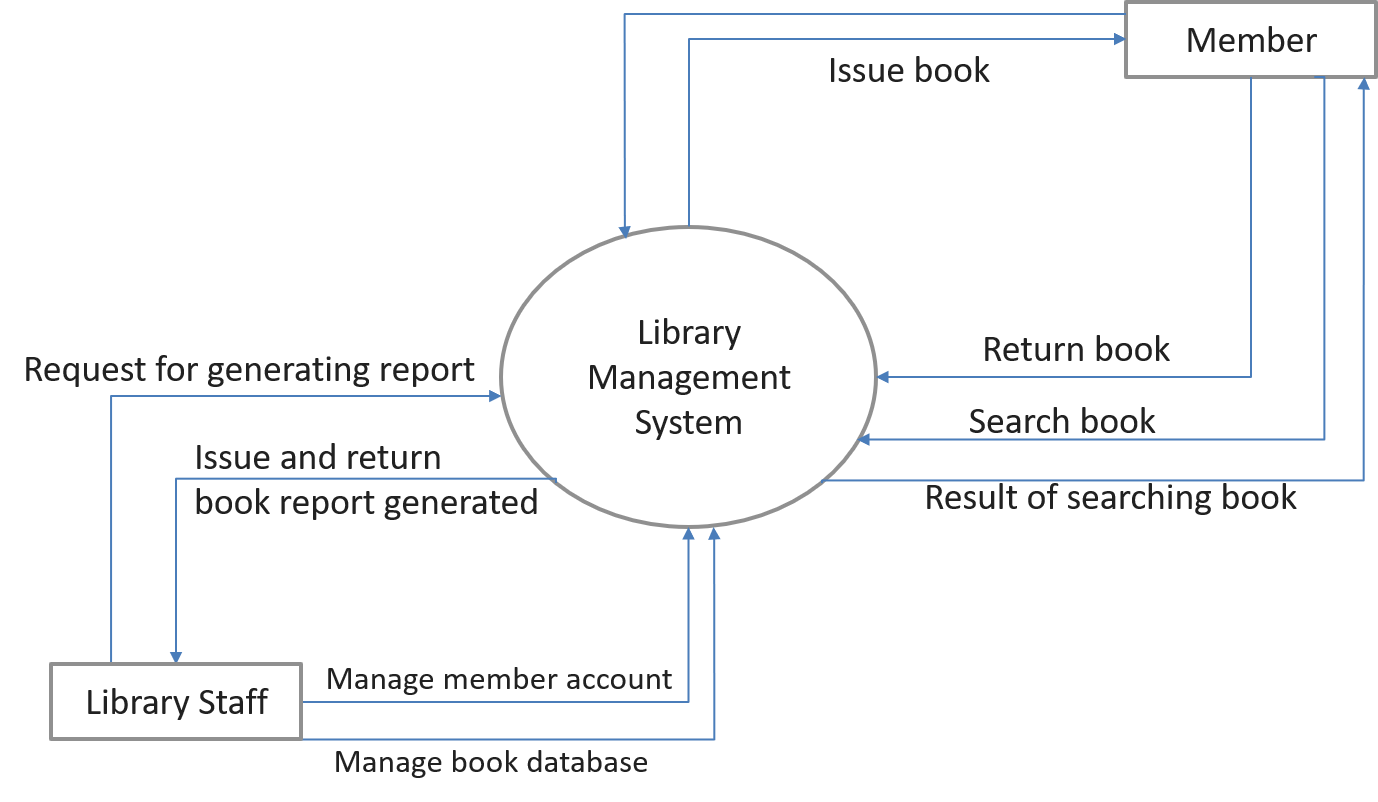 Member
Issue book
Library
Management
System
Return book
Request for generating report
Search book
Issue and return
book report generated
Result of searching book
Manage member account
Library Staff
Manage book database